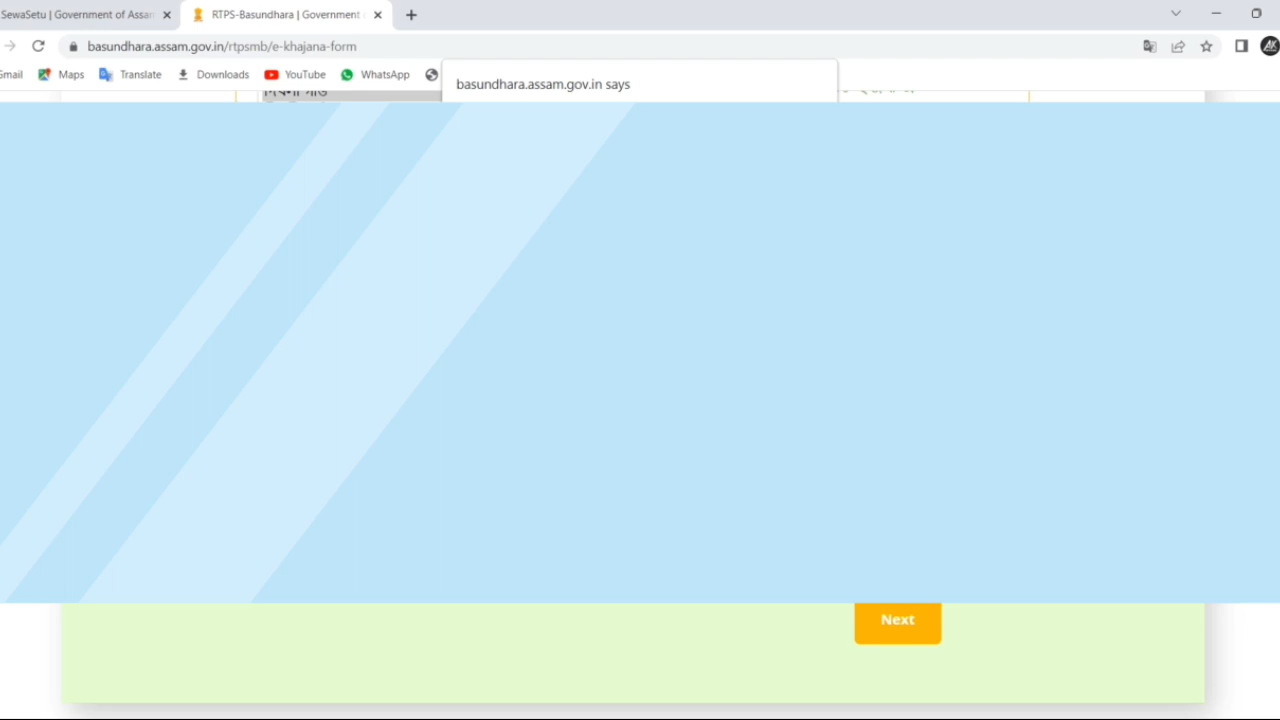 SewaSetu | Government of Assan
RTPS-Basundhara | Government
basundhara.assam.gov.in/rtpsmb/e-khajana-form
Gmail
Maps
Translate
Downloads
YouTube
WhatsApp
basundhara.assam.gov.in says
Next